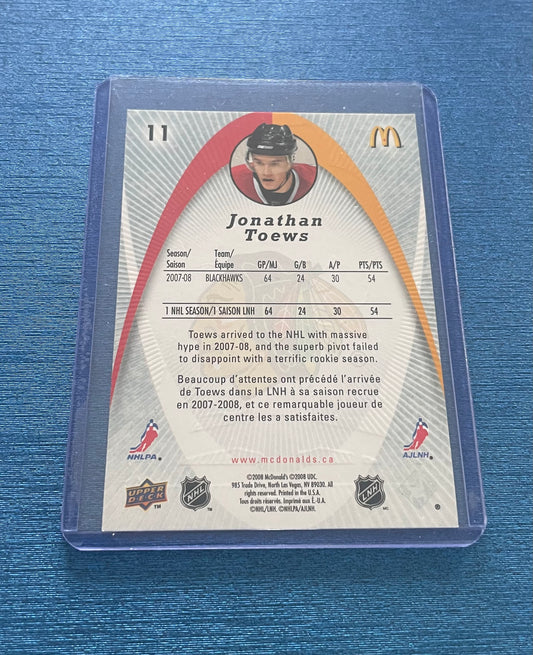 11
Jonathan
Toews
Season/ Team/
Saison Équipe GP/MJ G/B A/P PTS/PTS
2007-08 BLACKHAWKS 64 24 30 54
1 NHL SEASON/1 SAISON LNH 64 24 30 54
Toews arrived to the NHL with massive
hype in 2007-08, and the superb pivot failed
to disappoint with a terrific rookie season.
Beaucoup d'attentes ont précédé l'arrivée
de Toews dans la LNH à sa saison recrue
en 2007-2008, et ce remarquable joueur de
centre les a satisfaites.
NHLPA. AJLNH.
www.mcdonalds.ca
©2008 McDonald's ©2008 UDC.
985 Trade Drive, North Las Vegas, NV 89030. All
rights reserved. Printed in the U.S.A.
Tous droits réservés. Imprimé aux É.-U.
©NHL/LNH. ©NHLPA/AJLNH.
UPPER
DECK
TM
NHL
TM
LNH
MC